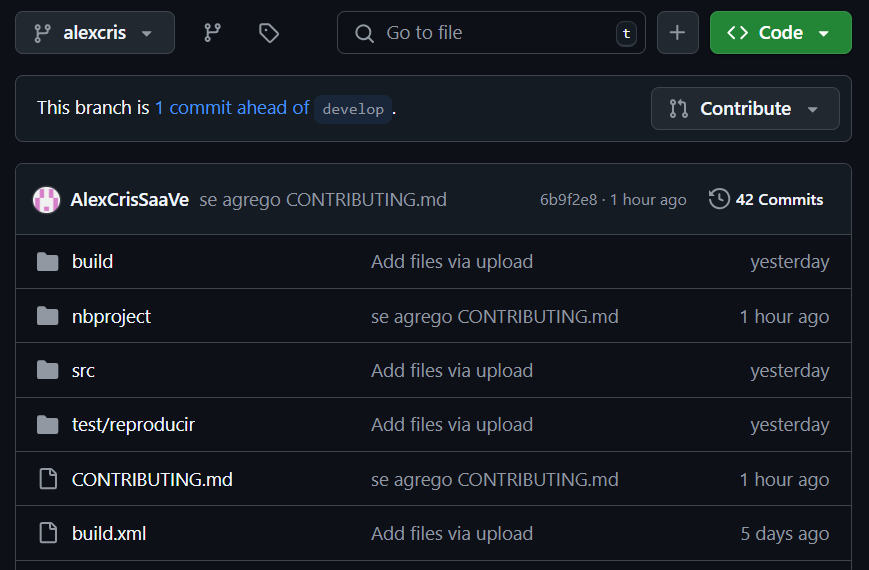 alexcris
Go to file
t
Code
This branch is 1 commit ahead of develop.
Contribute
AlexCrisSaaVe se agrego CONTRIBUTING.md 6b9f2e8 · 1 hour ago 42 Commits
build Add files via upload yesterday
nbproject se agrego CONTRIBUTING.md 1 hour ago
src Add files via upload yesterday
test/reproducir Add files via upload yesterday
CONTRIBUTING.md se agrego CONTRIBUTING.md 1 hour ago
build.xml Add files via upload 5 days ago